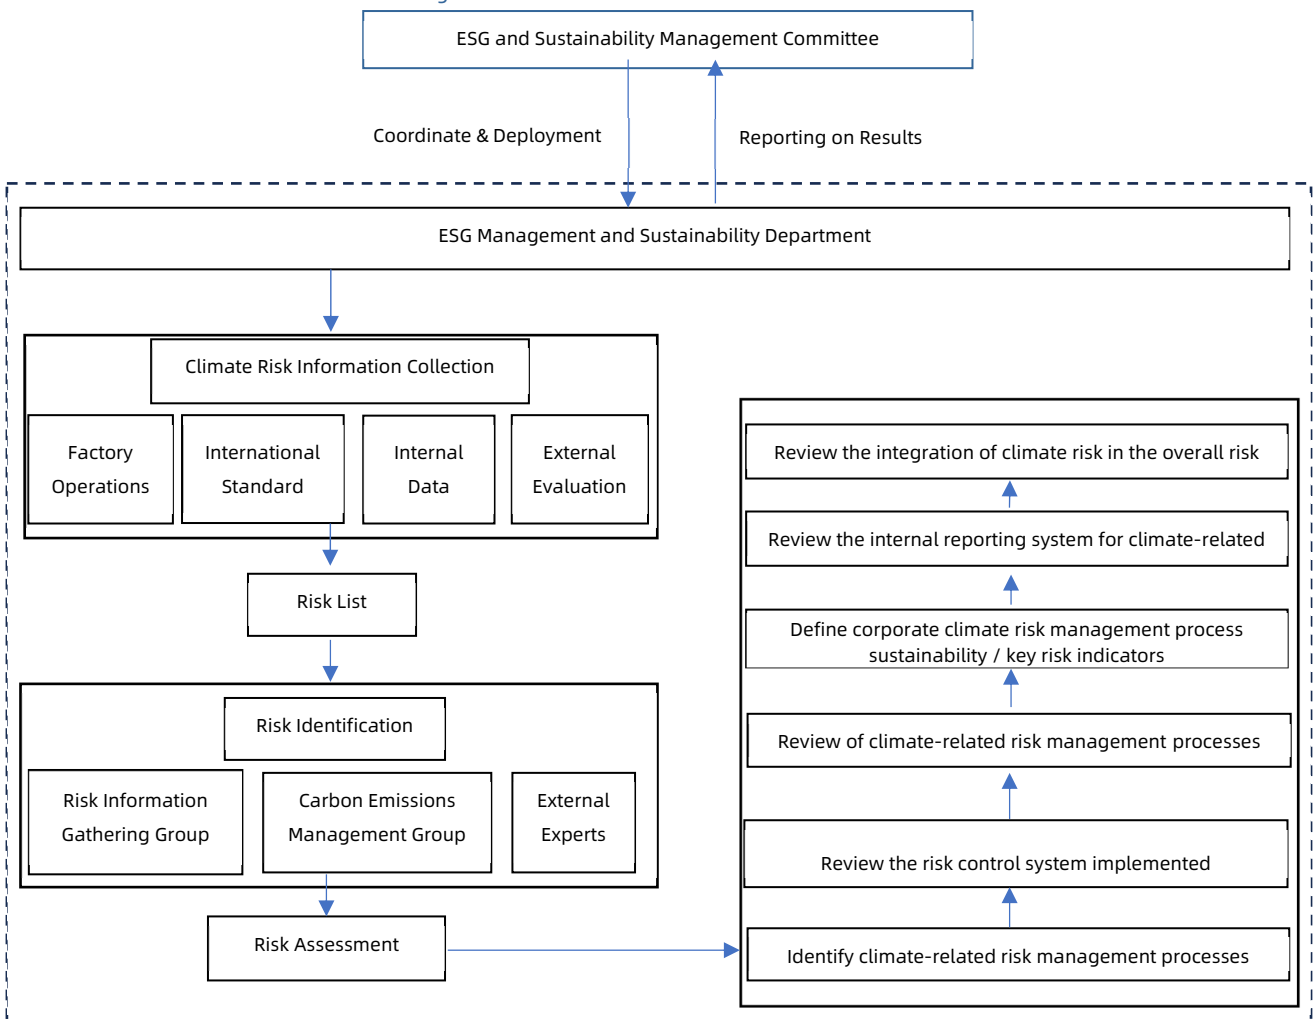 ESG and Sustainability Management Committee
Coordinate & Deployment
Reporting on Results
ESG Management and Sustainability Department
Climate Risk Information Collection
Factory
Operations
International
Standard
Internal
Data
External
Evaluation
Risk List
Risk Identification
Risk Information
Gathering Group
Carbon Emissions
Management Group
External
Experts
Risk Assessment
Review the integration of climate risk in the overall risk
Review the internal reporting system for climate-related
Define corporate climate risk management process
sustainability / key risk indicators
Review of climate-related risk management processes
Review the risk control system implemented
Identify climate-related risk management processes